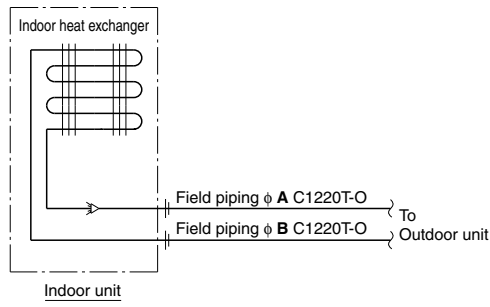 Indoor heat exchanger
Field piping ϕ A C1220T-O
To
Field piping ϕ B C1220T-O
Outdoor unit
Indoor unit